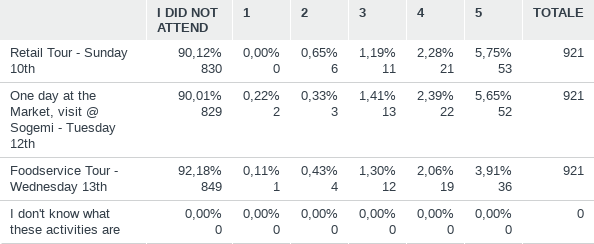 I DID NOT ATTEND 1 2 3 4 5 TOTALE
Retail Tour - Sunday 90,12% 0,00% 0,65% 1,19% 2,28% 5,75% 921
10th 830 0 6 11 21 53
One day at the 90,01% 0,22% 0,33% 1,41% 2,39% 5,65% 921
Market, visit @ 829 2 3 13 22 52
Sogemi - Tuesday
12th
Foodservice Tour - 92,18% 0,11% 0,43% 1,30% 2,06% 3,91% 921
Wednesday 13th 849 1 4 12 19 36
I don't know what 0,00% 0,00% 0,00% 0,00% 0,00% 0,00% 0
these activities are 0 0 0 0 0 0